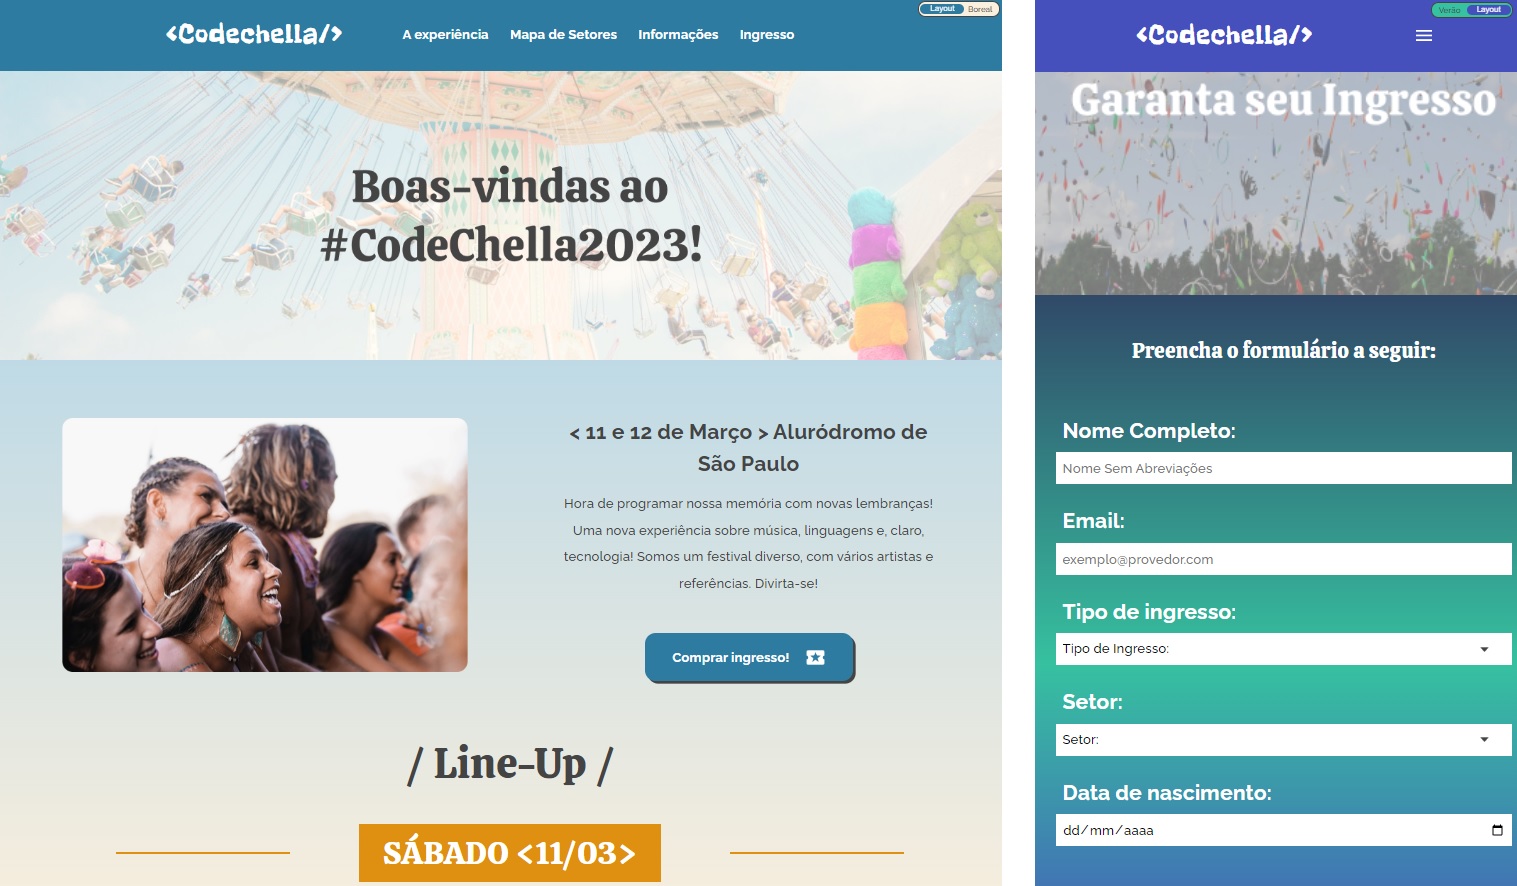 <Codechella/>
A experiência
Mapa de Setores
Informações
Ingresso
Layout
Boreal
Boas-vindas ao
#CodeChella2023!
< 11 e 12 de Março > Aluródromo de
São Paulo
Hora de programar nossa memória com novas lembranças!
Uma nova experiência sobre música, linguagens e, claro,
tecnologia! Somos um festival diverso, com vários artistas e
referências. Divirta-se!
Comprar ingresso!
/ Line-Up /
SÁBADO <11/03>
<Codechella/>
Verão
Layout
Garanta seu Ingresso
Preencha o formulário a seguir:
Nome Completo:
Nome Sem Abreviações
Email:
exemplo@provedor.com
Tipo de ingresso:
Tipo de Ingresso:
Setor:
Setor:
Data de nascimento:
dd/mm/aaaa